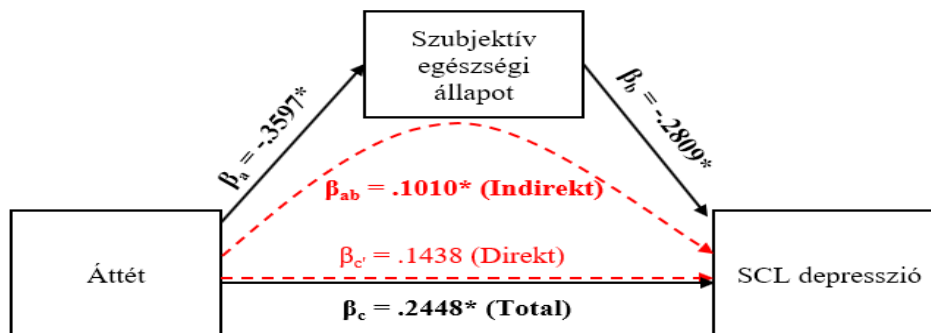 Szubjektív
egészségi
állapot
βa = -.3597*
βb = -.2809*
βab = .1010* (Indirekt)
Áttét
βc' = .1438 (Direkt)
SCL depresszió
βc = .2448* (Total)